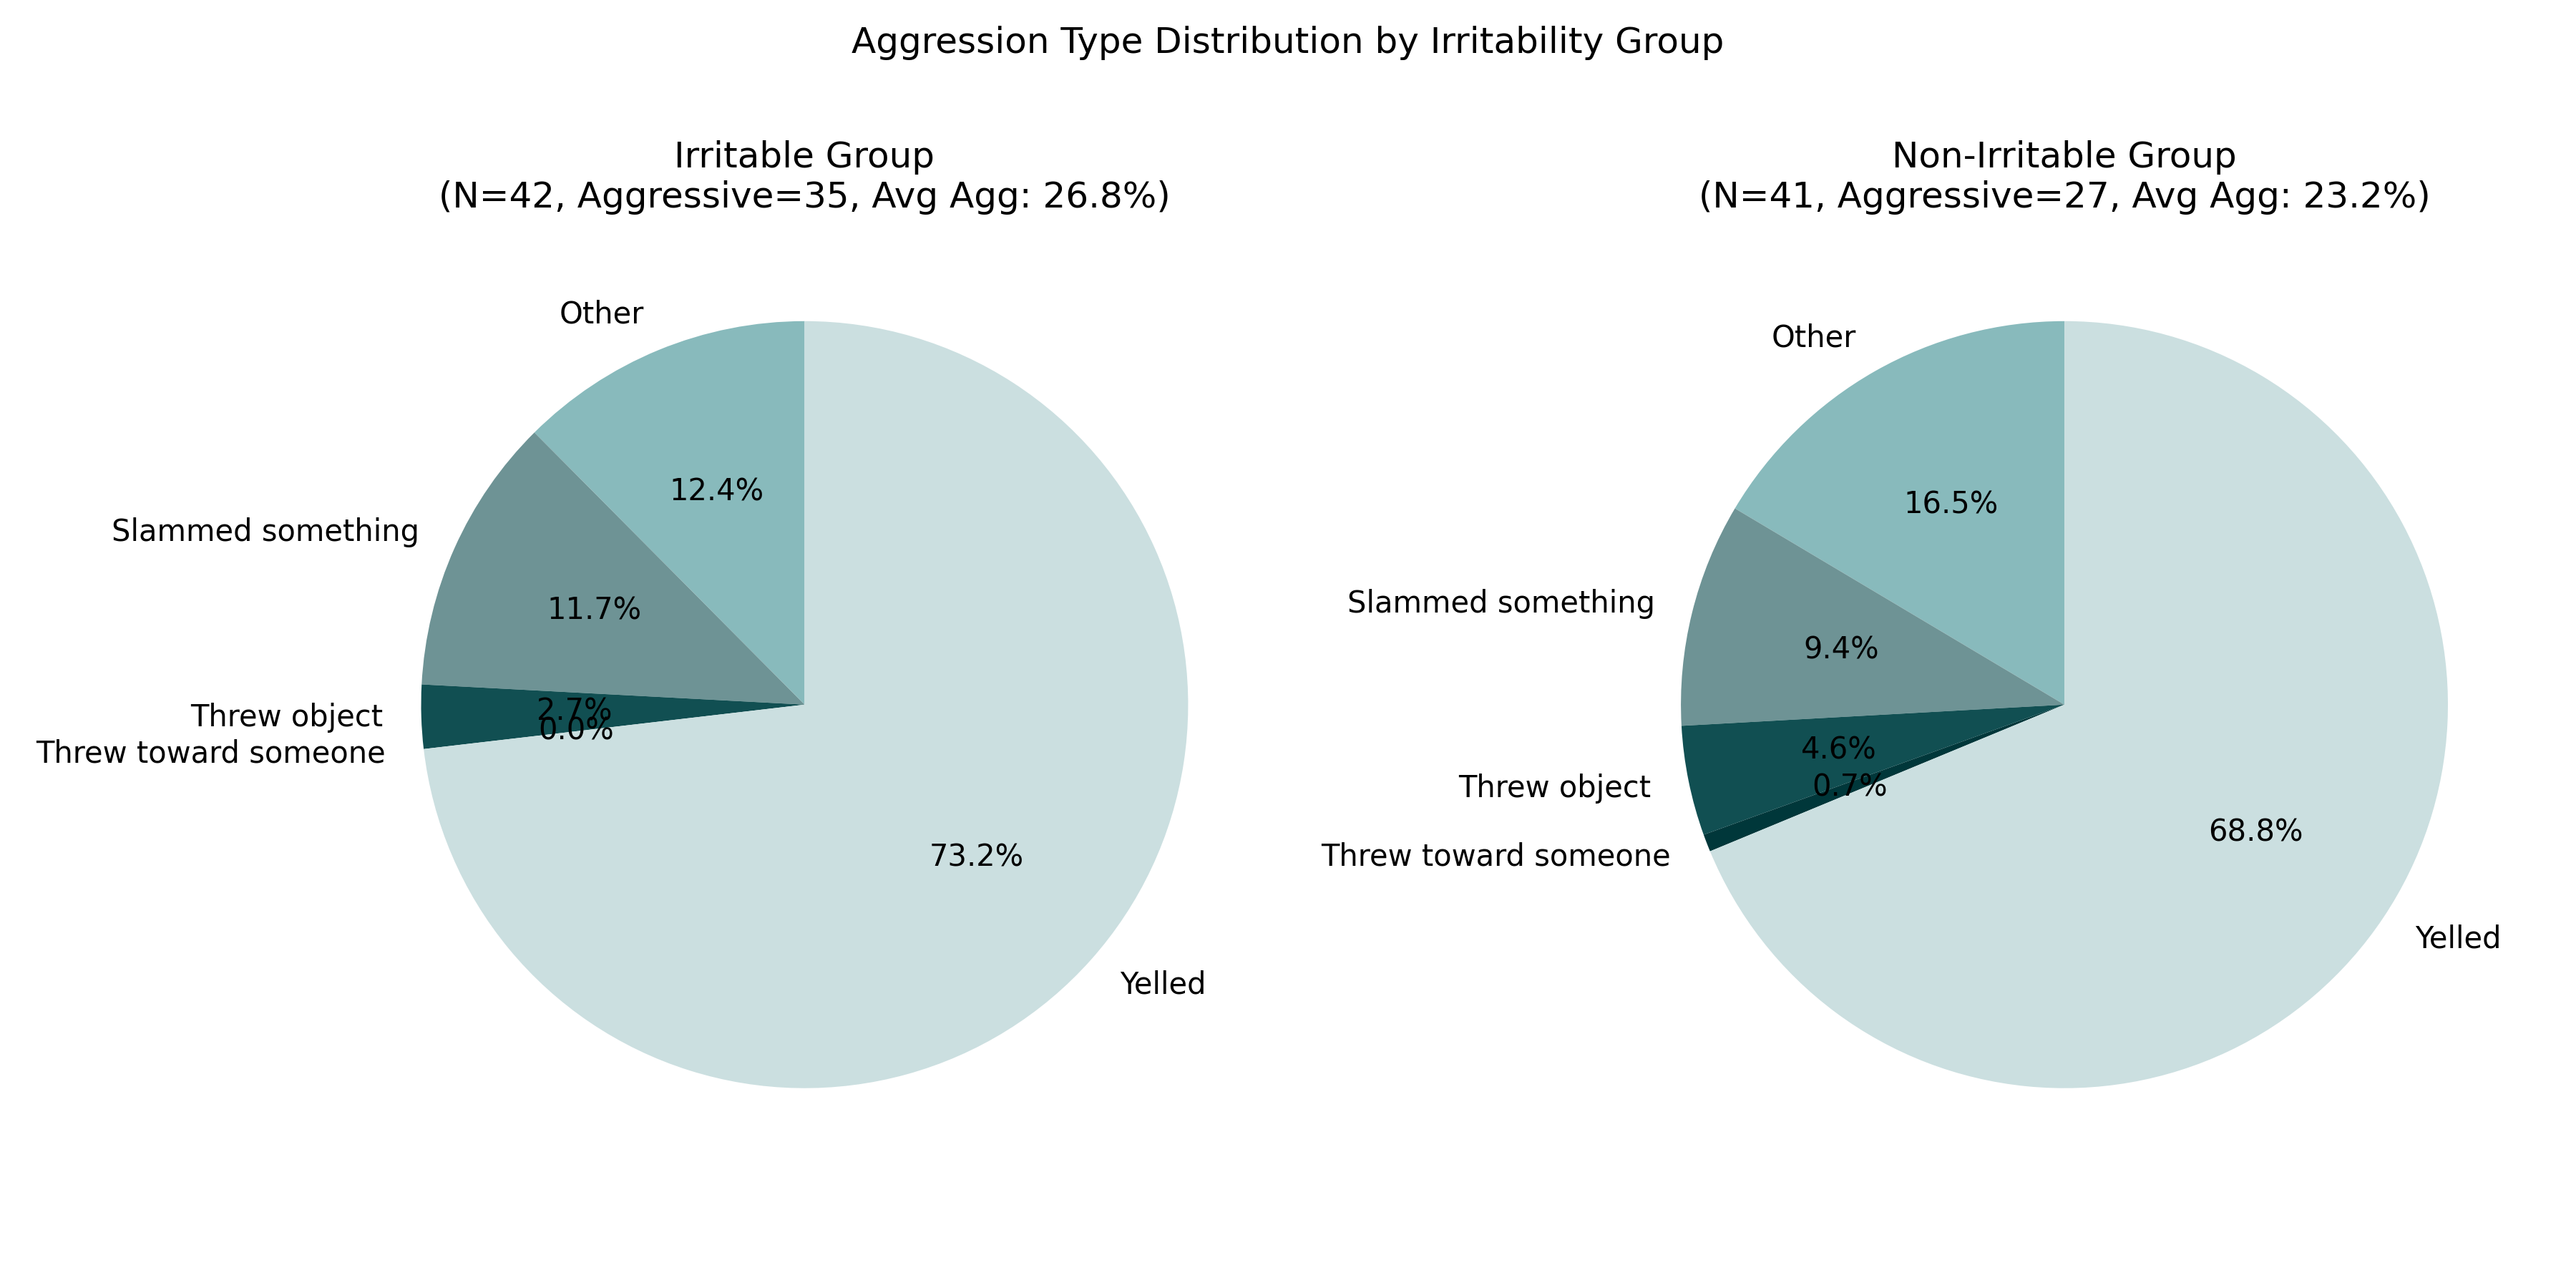 Aggression Type Distribution by Irritability Group
Irritable Group
(N=42, Aggressive=35, Avg Agg: 26.8%)
Other
12.4%
Slammed something
11.7%
Threw object
2.7%
Threw toward someone
0.0%
73.2%
Yelled
Non-Irritable Group
(N=41, Aggressive=27, Avg Agg: 23.2%)
Other
16.5%
Slammed something
9.4%
Threw object
4.6%
Threw toward someone
0.7%
68.8%
Yelled